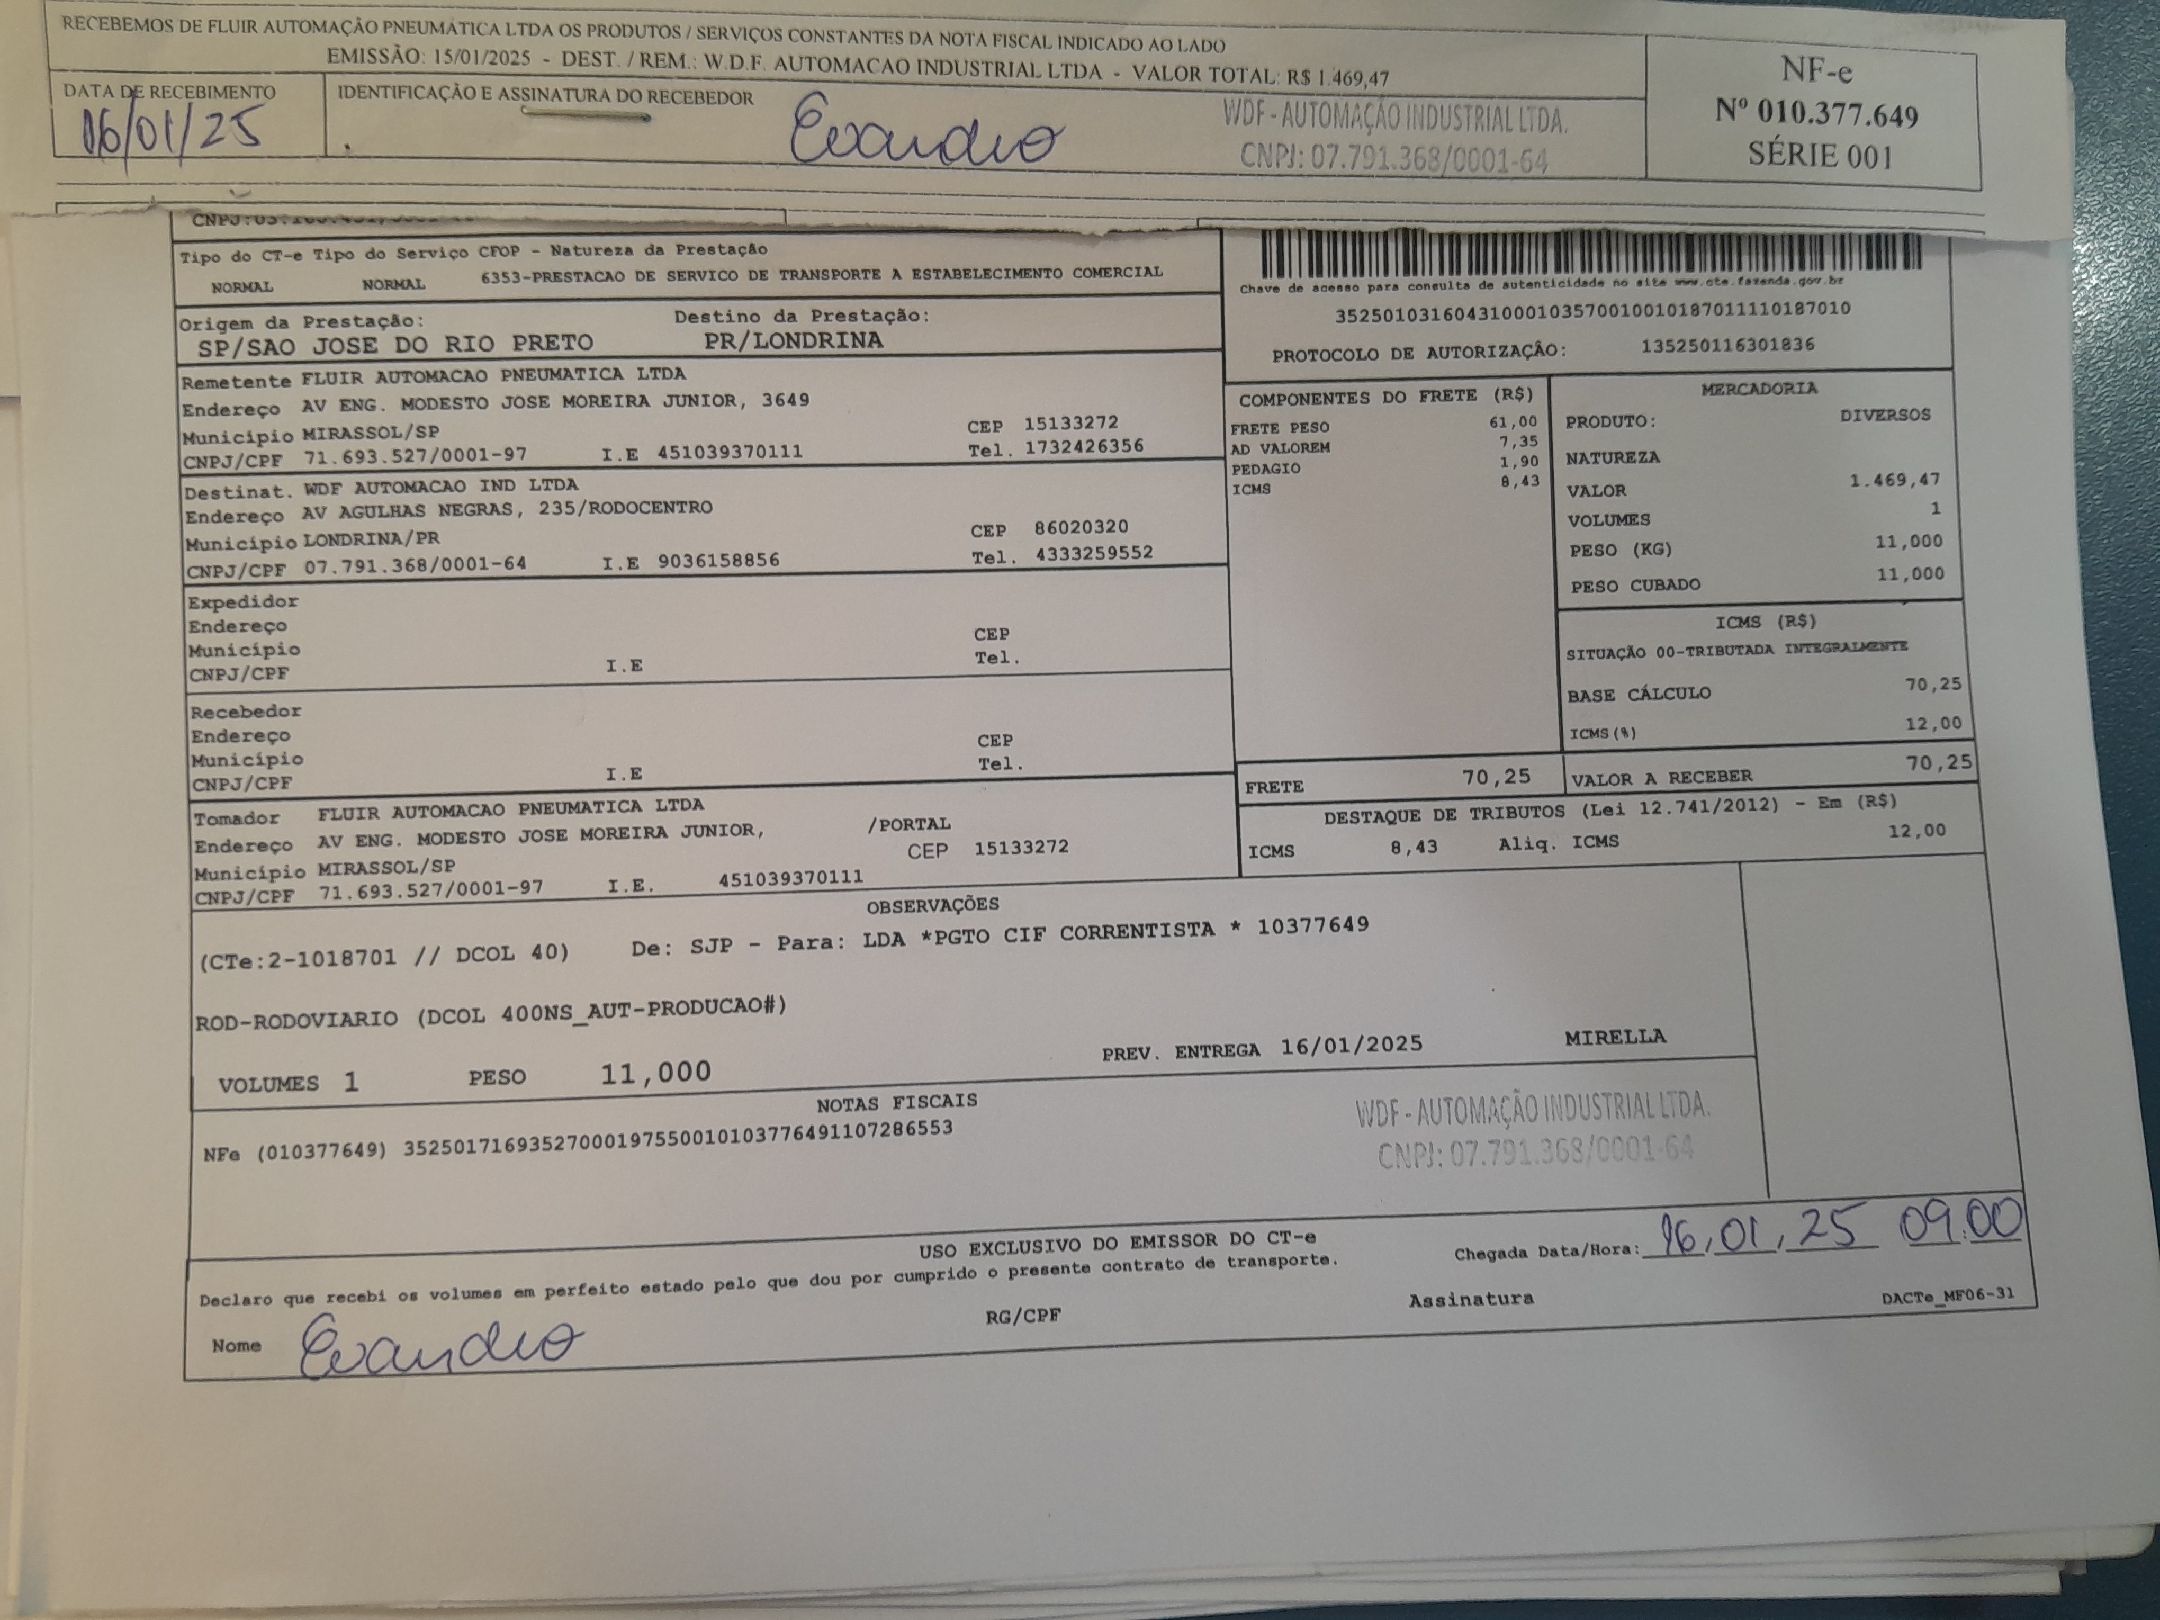 RECEBEMOS DE FLUIR AUTOMAÇÃO PNEUMÁTICA LTDA OS PRODUTOS / SERVIÇOS CONSTANTES DA NOTA FISCAL INDICADO AO LADO
EMISSÃO: 15/01/2025 - DEST. / REM.: W.D.F. AUTOMACAO INDUSTRIAL LTDA - VALOR TOTAL: R$ 1.469,47
DATA DE RECEBIMENTO
16/01/25
IDENTIFICAÇÃO E ASSINATURA DO RECEBEDOR
Evandro
WDF - AUTOMAÇÃO INDUSTRIAL LTDA.
CNPJ: 07.791.368/0001-64
NF-e
Nº 010.377.649
SÉRIE 001
Tipo do CT-e Tipo do Serviço CFOP - Natureza da Prestação
NORMAL NORMAL 6353-PRESTACAO DE SERVICO DE TRANSPORTE A ESTABELECIMENTO COMERCIAL
Origem da Prestação: Destino da Prestação:
SP/SAO JOSE DO RIO PRETO PR/LONDRINA
Chave de acesso para consulta de autenticidade no site www.cte.fazenda.gov.br
35250103160431000103570010010187011110187010
PROTOCOLO DE AUTORIZAÇÂO: 135250116301836
Remetente FLUIR AUTOMACAO PNEUMATICA LTDA
Endereço AV ENG. MODESTO JOSE MOREIRA JUNIOR, 3649
Município MIRASSOL/SP CEP 15133272
CNPJ/CPF 71.693.527/0001-97 I.E 451039370111 Tel. 1732426356
Destinat. WDF AUTOMACAO IND LTDA
Endereço AV AGULHAS NEGRAS, 235/RODOCENTRO
Município LONDRINA/PR CEP 86020320
CNPJ/CPF 07.791.368/0001-64 I.E 9036158856 Tel. 4333259552
Expedidor
Endereço
Município CEP
CNPJ/CPF I.E Tel.
Recebedor
Endereço
Município CEP
CNPJ/CPF I.E Tel.
Tomador FLUIR AUTOMACAO PNEUMATICA LTDA
Endereço AV ENG. MODESTO JOSE MOREIRA JUNIOR, /PORTAL
Município MIRASSOL/SP CEP 15133272
CNPJ/CPF 71.693.527/0001-97 I.E. 451039370111
COMPONENTES DO FRETE (R$)
FRETE PESO 61,00
AD VALOREM 7,35
PEDAGIO 1,90
ICMS 8,43
MERCADORIA
PRODUTO: DIVERSOS
NATUREZA
VALOR 1.469,47
VOLUMES 1
PESO (KG) 11,000
PESO CUBADO 11,000
ICMS (R$)
SITUAÇÃO 00-TRIBUTADA INTEGRALMENTE
BASE CÁLCULO 70,25
ICMS(%) 12,00
FRETE 70,25
VALOR A RECEBER 70,25
DESTAQUE DE TRIBUTOS (Lei 12.741/2012) - Em (R$)
ICMS 8,43 Aliq. ICMS 12,00
OBSERVAÇÕES
(CTe:2-1018701 // DCOL 40) De: SJP - Para: LDA *PGTO CIF CORRENTISTA * 10377649
ROD-RODOVIARIO (DCOL 400NS_AUT-PRODUCAO#)
VOLUMES 1 PESO 11,000 PREV. ENTREGA 16/01/2025 MIRELLA
NOTAS FISCAIS
NFe (010377649) 35250171693527000197550010103776491107286553
WDF - AUTOMAÇÃO INDUSTRIAL LTDA.
CNPJ: 07.791.368/0001-64
USO EXCLUSIVO DO EMISSOR DO CT-e
Declaro que recebi os volumes em perfeito estado pelo que dou por cumprido o presente contrato de transporte.
Chegada Data/Hora: 16,01,25 09.00
Nome Evandro RG/CPF Assinatura
DACTe_MF06-31